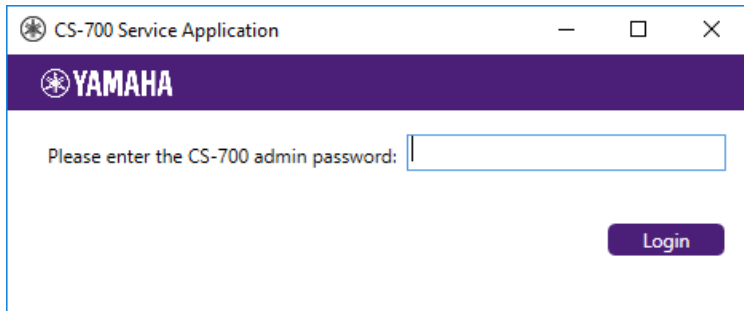 CS-700 Service Application
YAMAHA
Please enter the CS-700 admin password:
Login